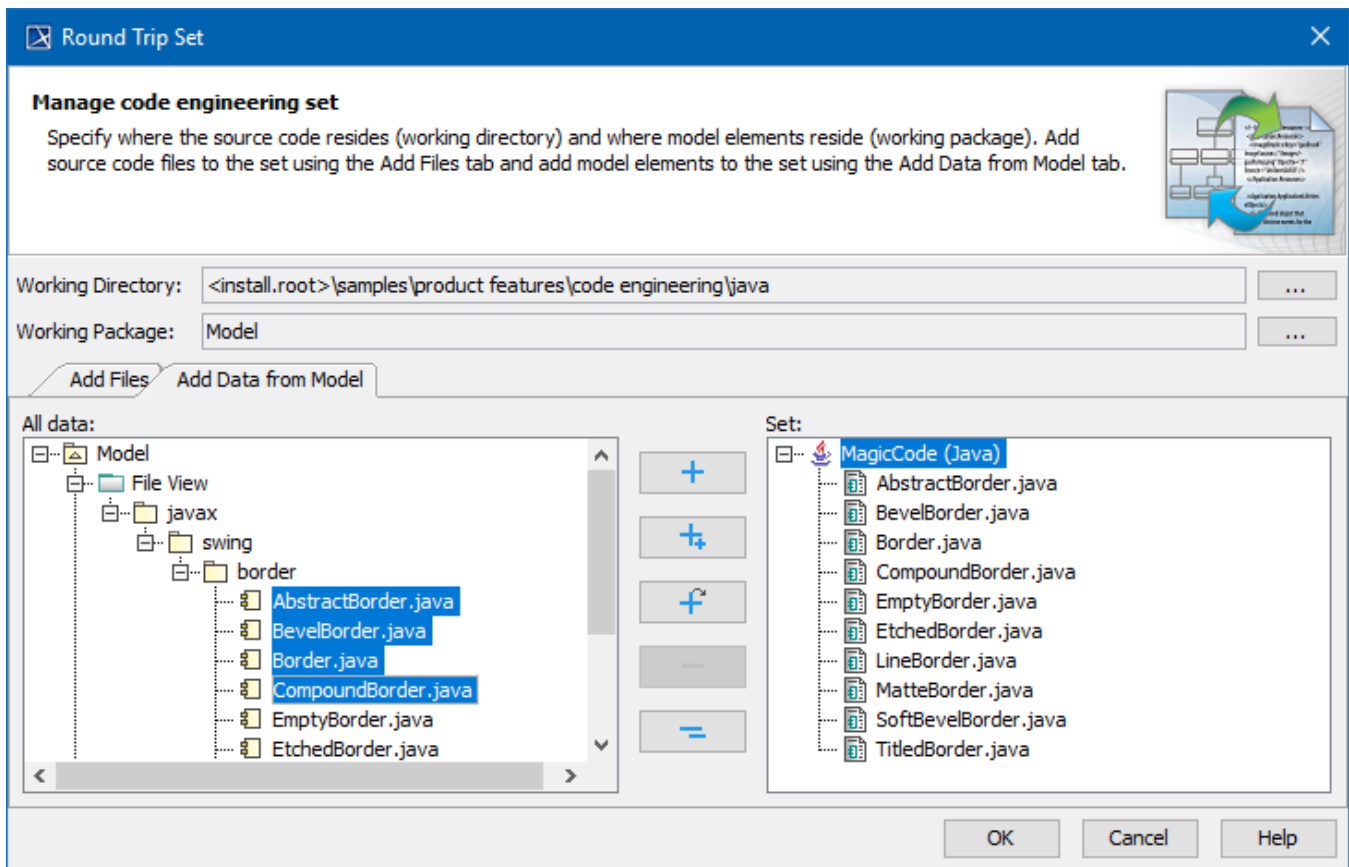 Round Trip Set
Manage code engineering set
Specify where the source code resides (working directory) and where model elements reside (working package). Add
source code files to the set using the Add Files tab and add model elements to the set using the Add Data from Model tab.
Working Directory:
<install.root>\samples\product features\code engineering\java
...
Working Package:
Model
...
Add Files
Add Data from Model
All data:
Model
File View
javax
swing
border
AbstractBorder.java
BevelBorder.java
Border.java
CompoundBorder.java
EmptyBorder.java
EtchedBorder.java
Set:
MagicCode (Java)
AbstractBorder.java
BevelBorder.java
Border.java
CompoundBorder.java
EmptyBorder.java
EtchedBorder.java
LineBorder.java
MatteBorder.java
SoftBevelBorder.java
TitledBorder.java
OK
Cancel
Help